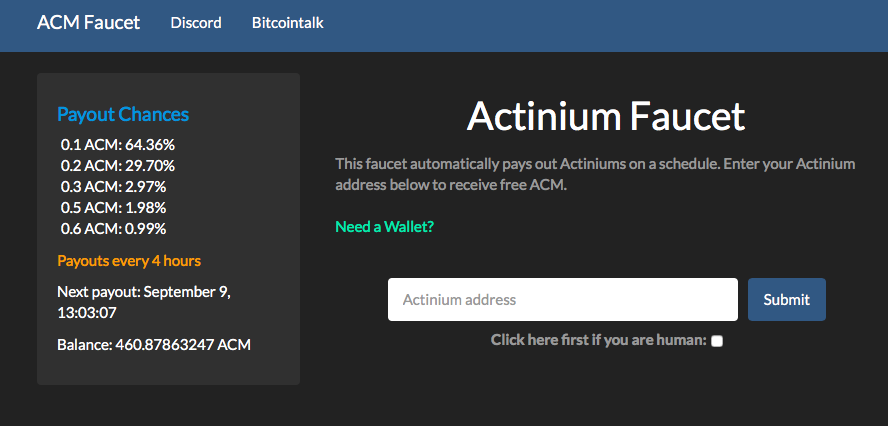 ACM Faucet Discord Bitcointalk
Payout Chances
0.1 ACM: 64.36%
0.2 ACM: 29.70%
0.3 ACM: 2.97%
0.5 ACM: 1.98%
0.6 ACM: 0.99%
Payouts every 4 hours
Next payout: September 9,
13:03:07
Balance: 460.87863247 ACM
Actinium Faucet
This faucet automatically pays out Actiniums on a schedule. Enter your Actinium
address below to receive free ACM.
Need a Wallet?
Actinium address Submit
Click here first if you are human: